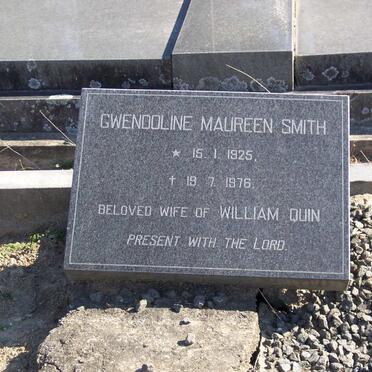 GWENDOLINE MAUREEN SMITH
★ 15. 1. 1925.
† 19. 7. 1976.
BELOVED WIFE OF WILLIAM QUIN
PRESENT WITH THE LORD.